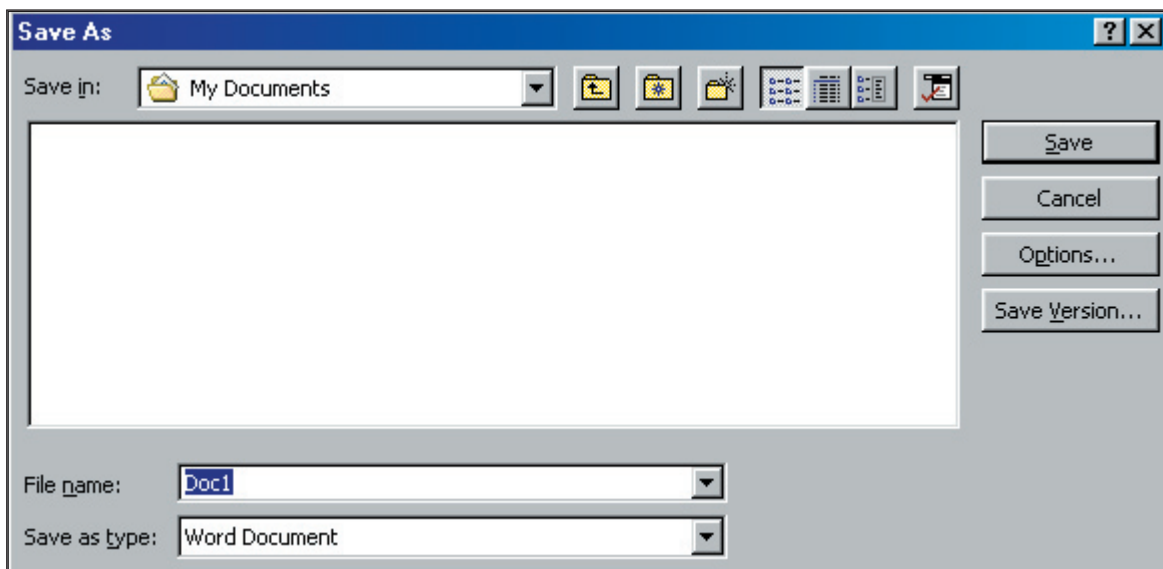 Save As
Save in: My Documents
Save
Cancel
Options...
Save Version...
File name: Doc1
Save as type: Word Document